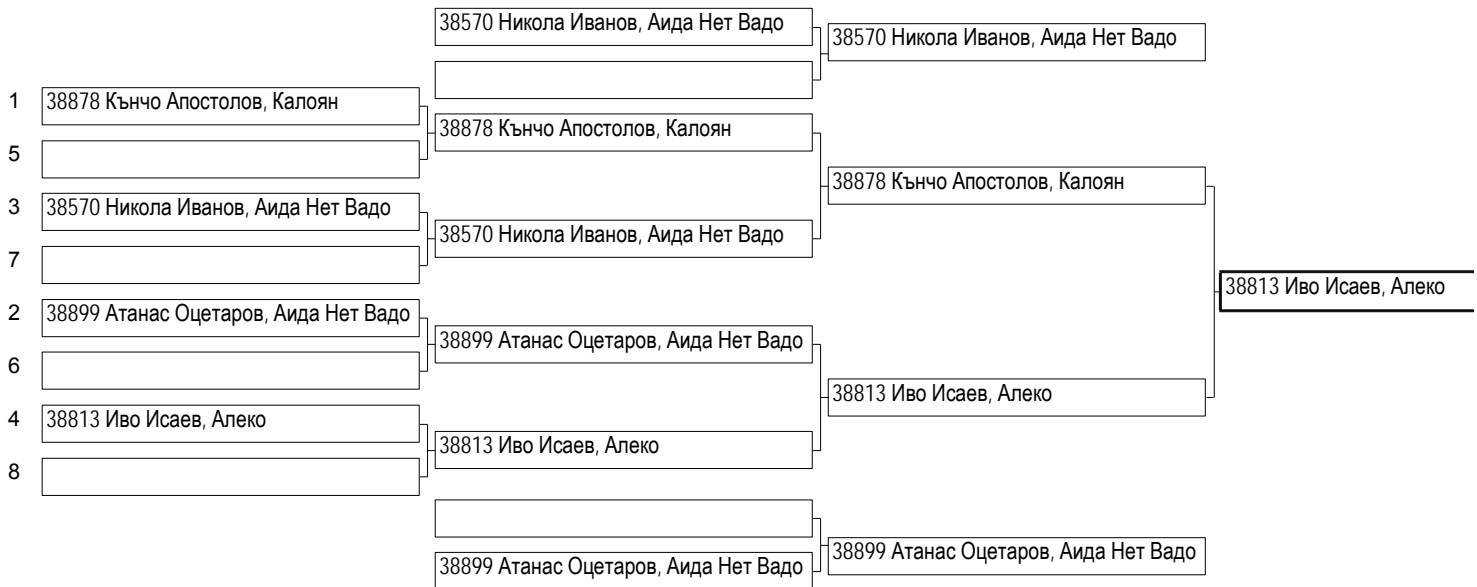 38570 Никола Иванов, Аида Нет Вадо
38570 Никола Иванов, Аида Нет Вадо
1 38878 Кънчо Апостолов, Калоян
38878 Кънчо Апостолов, Калоян
5
38878 Кънчо Апостолов, Калоян
3 38570 Никола Иванов, Аида Нет Вадо
38570 Никола Иванов, Аида Нет Вадо
7
38813 Иво Исаев, Алеко
2 38899 Атанас Оцетаров, Аида Нет Вадо
38899 Атанас Оцетаров, Аида Нет Вадо
6
38813 Иво Исаев, Алеко
4 38813 Иво Исаев, Алеко
38813 Иво Исаев, Алеко
8
38899 Атанас Оцетаров, Аида Нет Вадо
38899 Атанас Оцетаров, Аида Нет Вадо